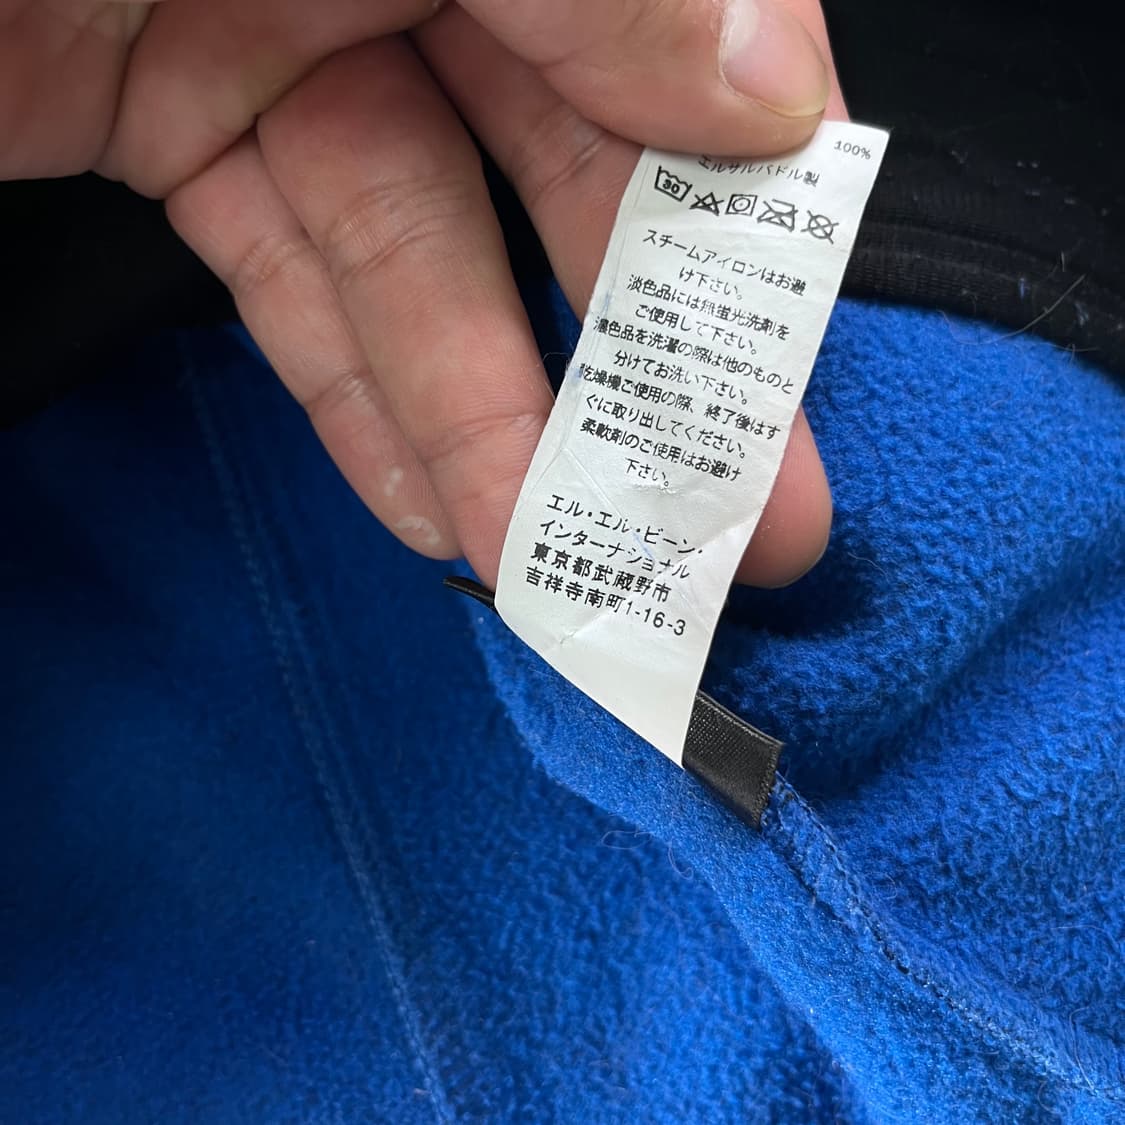 100%
エルサルバドル製
30
スチームアイロンはお避
け下さい。
淡色品には無蛍光洗剤を
ご使用して下さい。
濃色品を洗濯の際は他のものと
分けてお洗い下さい。
乾燥機ご使用の際、終了後はす
ぐに取り出してください。
柔軟剤のご使用はお避け
下さい。
エル・エル・ビーン・
インターナショナル
東京都武蔵野市
吉祥寺南町1-16-3